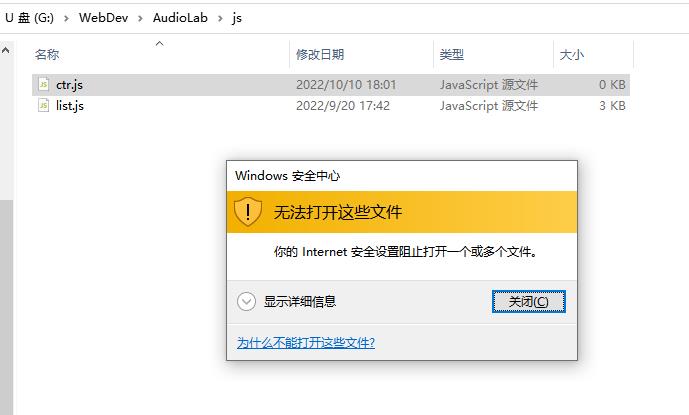 U 盘 (G:) > WebDev > AudioLab > js
名称 修改日期 类型 大小
ctr.js 2022/10/10 18:01 JavaScript 源文件 0 KB
list.js 2022/9/20 17:42 JavaScript 源文件 3 KB
Windows 安全中心
无法打开这些文件
你的 Internet 安全设置阻止打开一个或多个文件。
显示详细信息 关闭(C)
为什么不能打开这些文件?